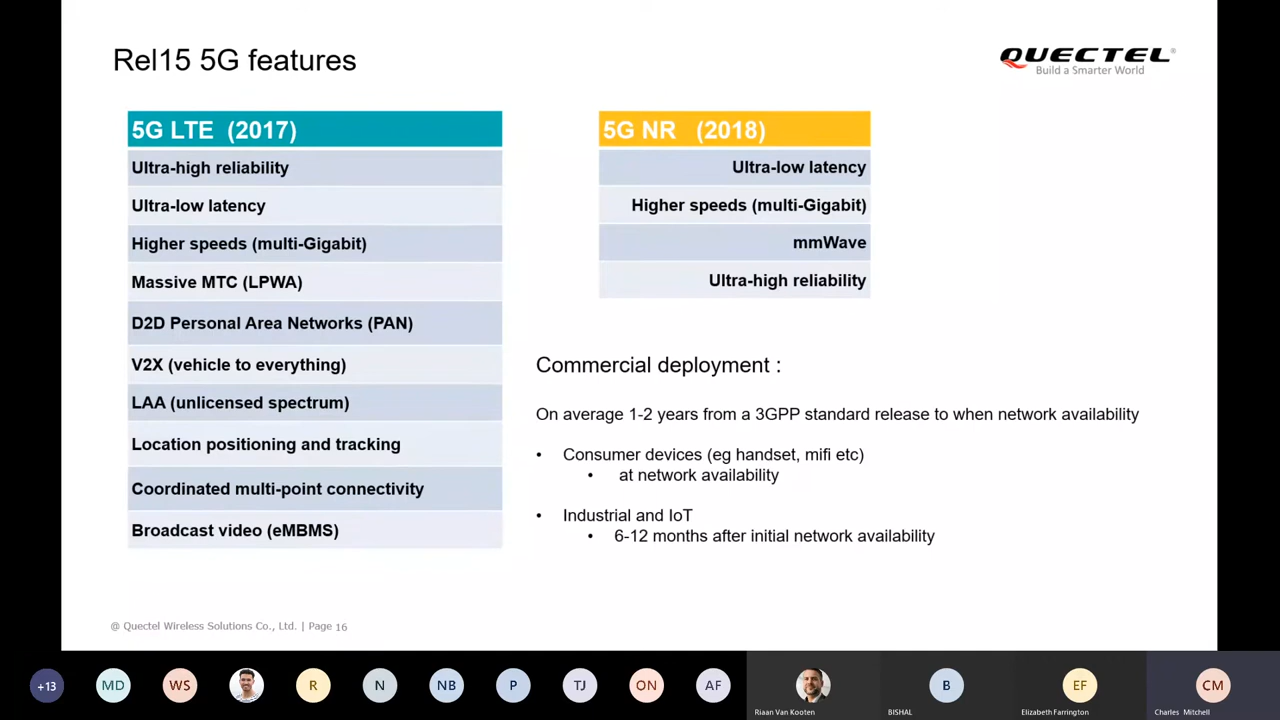 Rel15 5G features
QUECTEL
Build a Smarter World
5G LTE (2017)
Ultra-high reliability
Ultra-low latency
Higher speeds (multi-Gigabit)
Massive MTC (LPWA)
D2D Personal Area Networks (PAN)
V2X (vehicle to everything)
LAA (unlicensed spectrum)
Location positioning and tracking
Coordinated multi-point connectivity
Broadcast video (eMBMS)
5G NR (2018)
Ultra-low latency
Higher speeds (multi-Gigabit)
mmWave
Ultra-high reliability
Commercial deployment :
On average 1-2 years from a 3GPP standard release to when network availability
• Consumer devices (eg handset, mifi etc)
• at network availability
• Industrial and IoT
• 6-12 months after initial network availability
@ Quectel Wireless Solutions Co., Ltd. | Page 16
+13
MD
WS
R
N
NB
P
TJ
ON
AF
Riaan Van Kooten
B
BISHAL
EF
Elizabeth Farrington
CM
Charles Mitchell